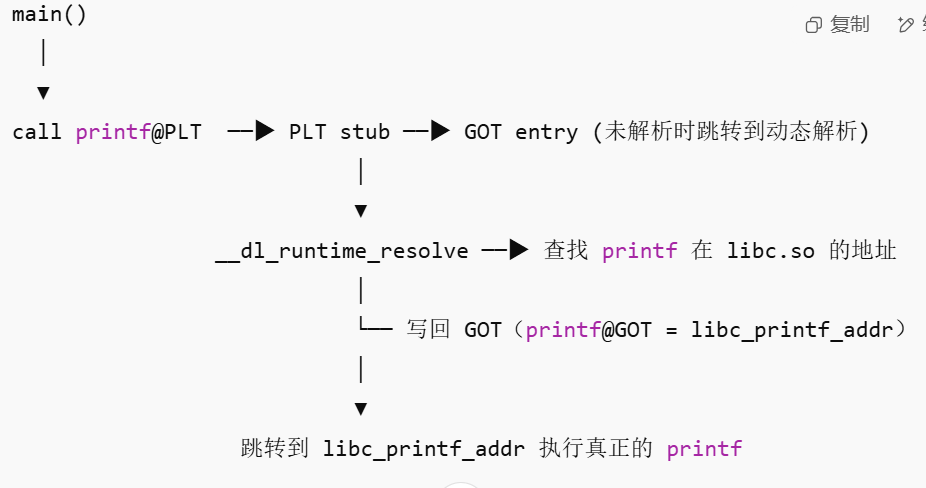 main()
复制
call printf@PLT ──▶ PLT stub ──▶ GOT entry (未解析时跳转到动态解析)
__dl_runtime_resolve ──▶ 查找 printf 在 libc.so 的地址
└── 写回 GOT（printf@GOT = libc_printf_addr）
跳转到 libc_printf_addr 执行真正的 printf